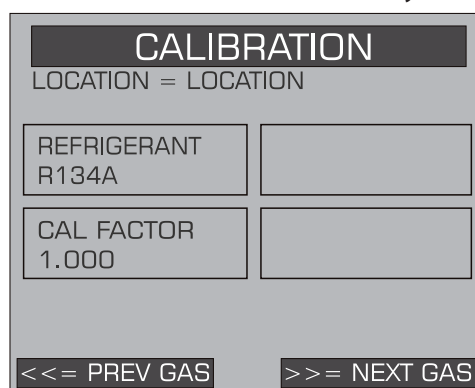 CALIBRATION
LOCATION = LOCATION
REFRIGERANT
R134A
CAL FACTOR
1.000
<<= PREV GAS
>>= NEXT GAS